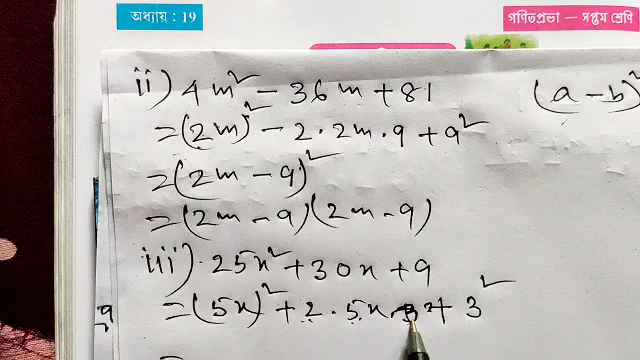 অধ্যায় : 19
গণিতপ্রভা — সপ্তম শ্রেণি
ii) 4m² - 36m + 81
(a - b)²
= (2m)² - 2·2m·9 + 9²
= (2m - 9)²
= (2m - 9)(2m - 9)
iii) 25x² + 30x + 9
= (5x)² + 2·5x·3 + 3²
9